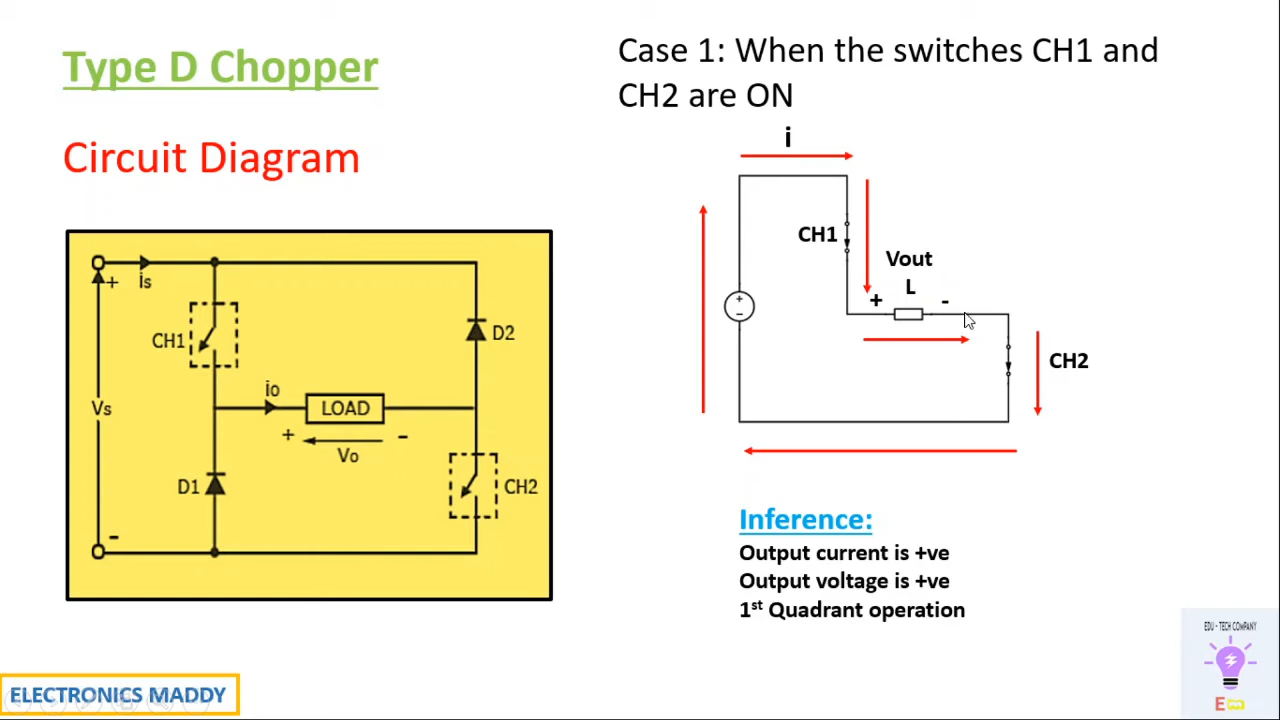 Type D Chopper
Circuit Diagram
+
is
CH1
D2
Vs
io
LOAD
+
-
Vo
D1
CH2
-
Case 1: When the switches CH1 and
CH2 are ON
i
CH1
Vout
L
+
-
+
-
CH2
Inference:
Output current is +ve
Output voltage is +ve
1st Quadrant operation
ELECTRONICS MADDY
EDU - TECH COMPANY
Em